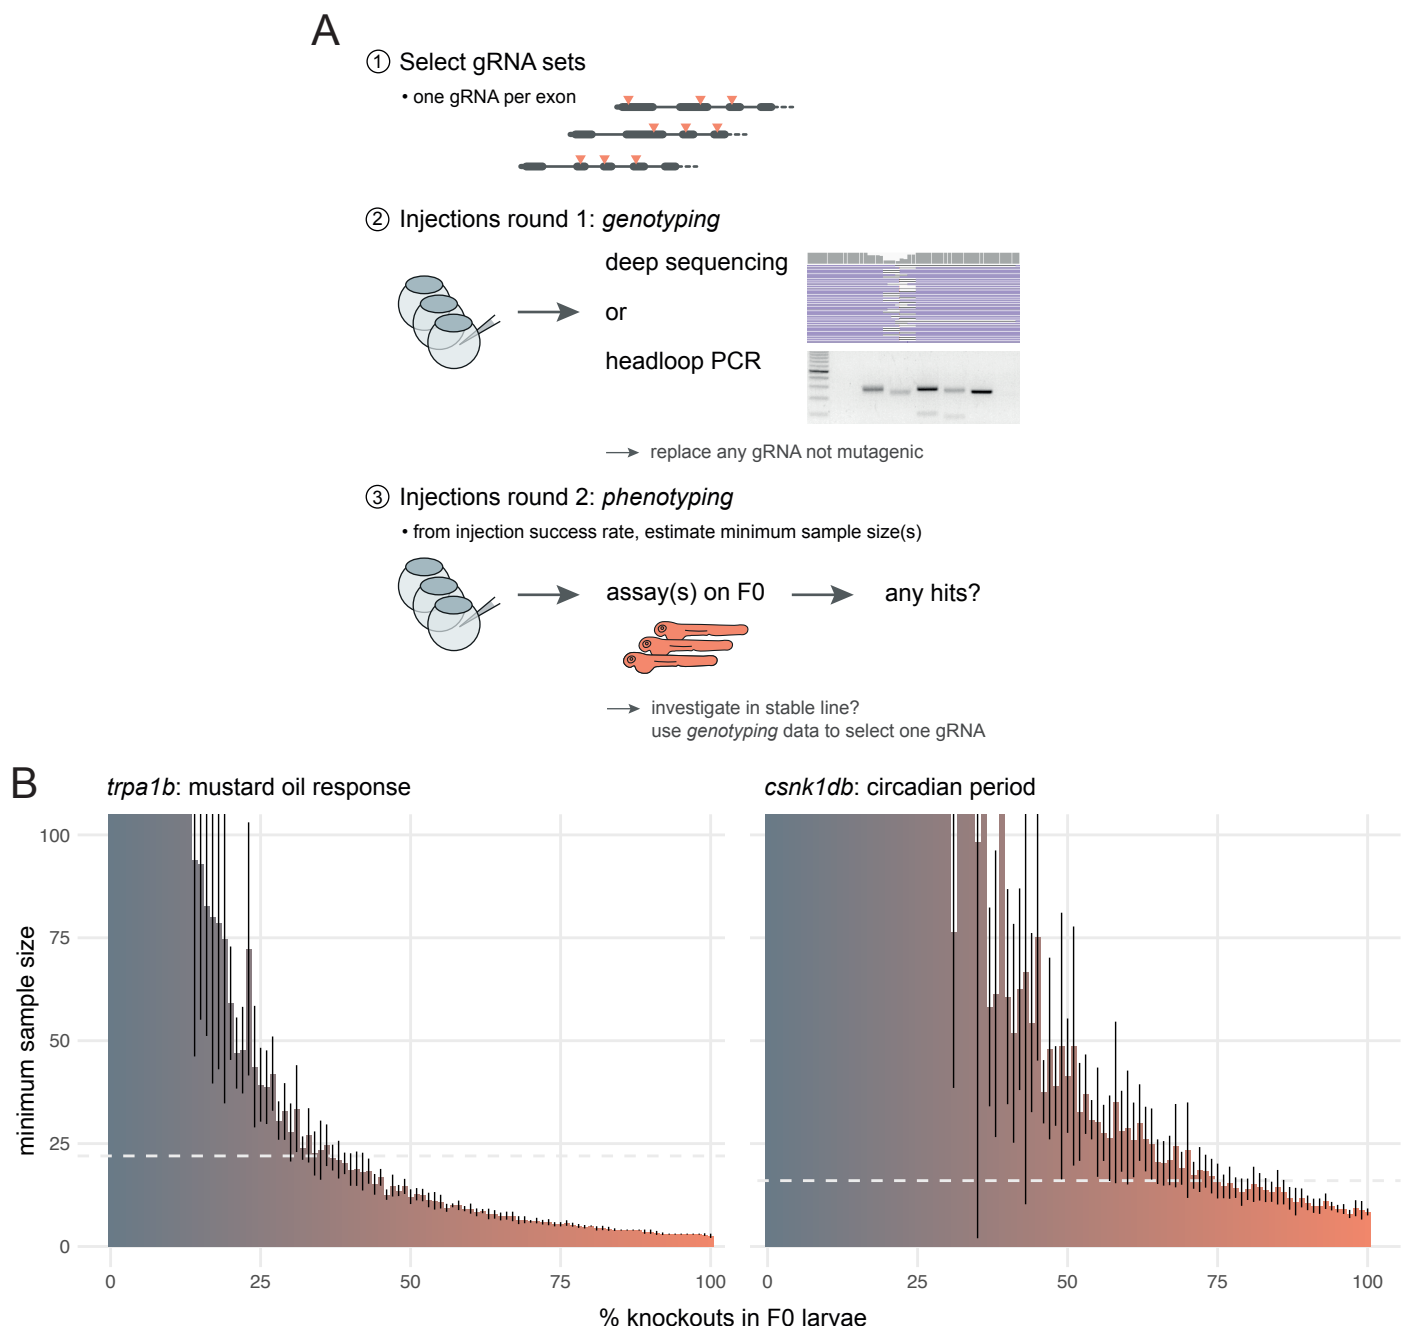 A
① Select gRNA sets
• one gRNA per exon
② Injections round 1: genotyping
deep sequencing
or
headloop PCR
replace any gRNA not mutagenic
③ Injections round 2: phenotyping
• from injection success rate, estimate minimum sample size(s)
assay(s) on F0
any hits?
investigate in stable line?
use genotyping data to select one gRNA
B
trpa1b: mustard oil response
csnk1db: circadian period
minimum sample size
100
75
50
25
0
0 25 50 75 100
0 25 50 75 100
% knockouts in F0 larvae